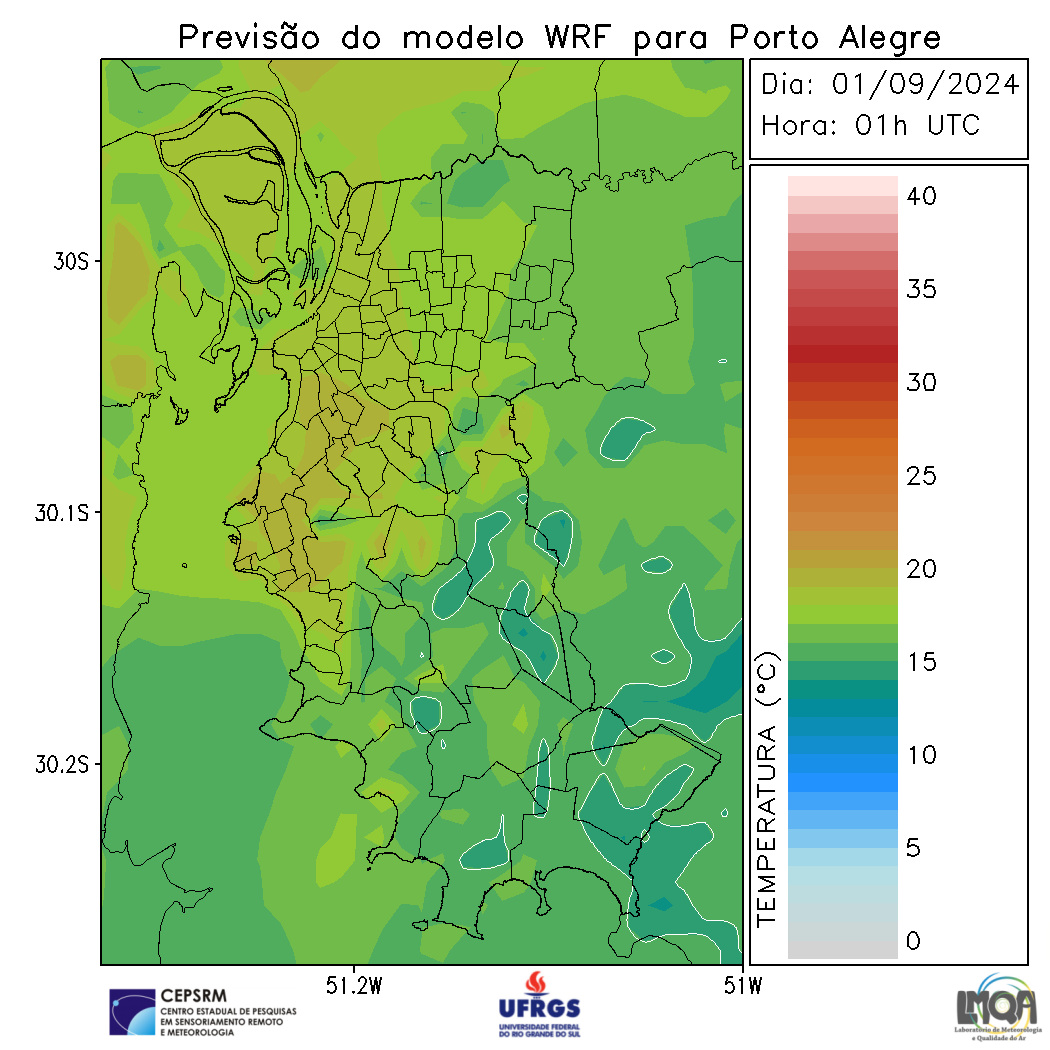 Previsão do modelo WRF para Porto Alegre
Dia: 01/09/2024
Hora: 01h UTC
40
35
30
25
20
15
10
5
0
TEMPERATURA (°C)
30S
30.1S
30.2S
51.2W
51W
CEPSRM
CENTRO ESTADUAL DE PESQUISAS
EM SENSORIAMENTO REMOTO
E METEOROLOGIA
UFRGS
UNIVERSIDADE FEDERAL
DO RIO GRANDE DO SUL
LMQA
Laboratório de Meteorologia
e Qualidade do Ar